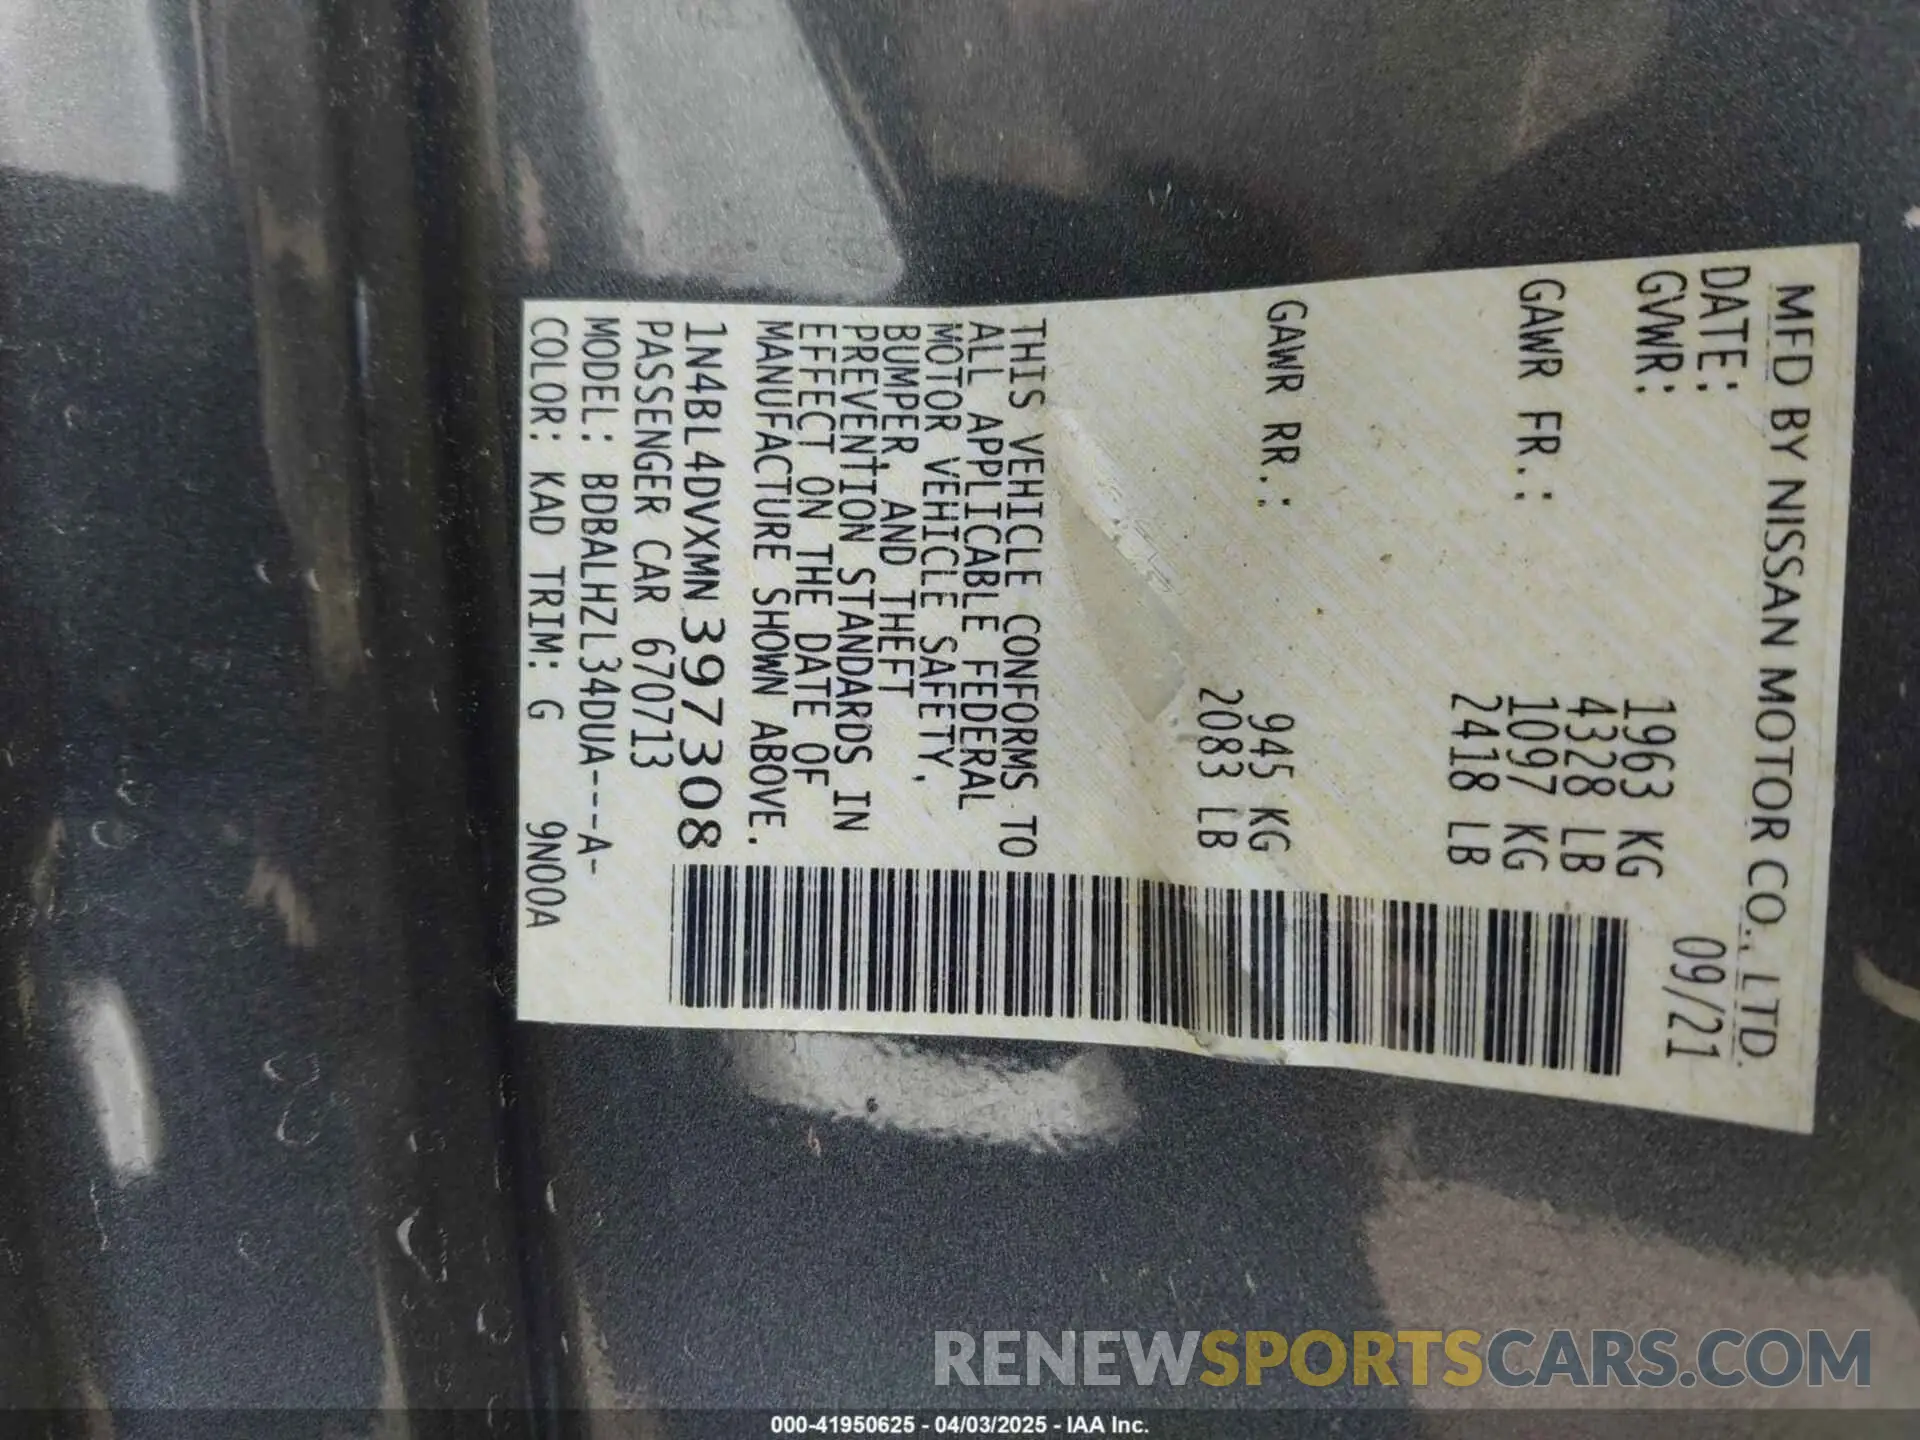 MFD BY NISSAN MOTOR CO., LTD.
DATE: 09/21
GVWR: 1963 KG
4328 LB
GAWR FR.: 1097 KG
2418 LB
GAWR RR.: 945 KG
2083 LB
THIS VEHICLE CONFORMS TO
ALL APPLICABLE FEDERAL
MOTOR VEHICLE SAFETY,
BUMPER, AND THEFT
PREVENTION STANDARDS IN
EFFECT ON THE DATE OF
MANUFACTURE SHOWN ABOVE.
1N4BL4DVXMN397308
PASSENGER CAR 670713
MODEL: BDBALHZL34DUA---A-
COLOR: KAD TRIM: G 9N00A
RENEWSPORTSCARS.COM
000-41950625 - 04/03/2025 - IAA Inc.